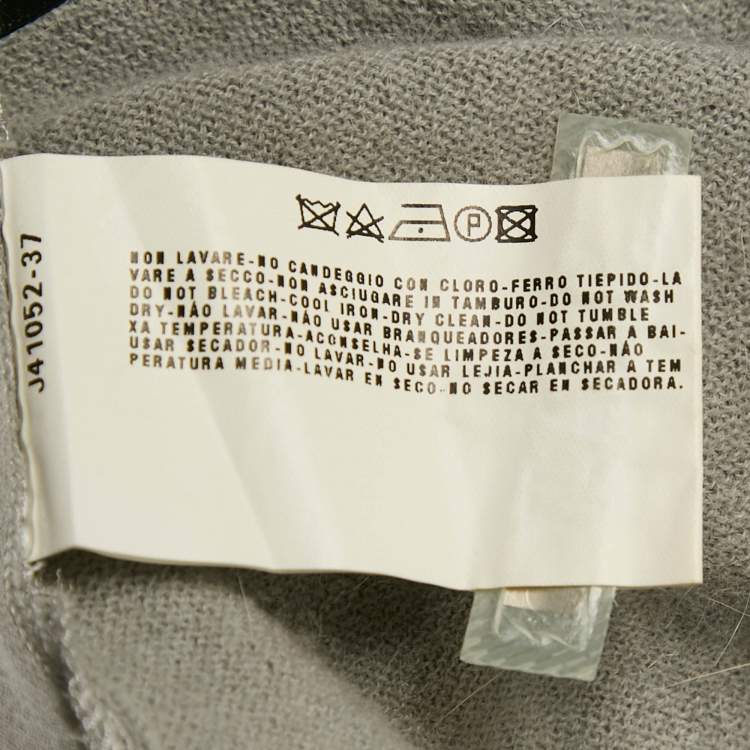 NON LAVARE-NO CANDEGGIO CON CLORO-FERRO TIEPIDO-LA
VARE A SECCO-NON ASCIUGARE IN TAMBURO-DO NOT WASH
DO NOT BLEACH-COOL IRON-DRY CLEAN-DO NOT TUMBLE
DRY-NÃO LAVAR-NÃO USAR BRANQUEADORES-PASSAR A BAI-
XA TEMPERATURA-ACONSELHA-SE LIMPEZA A SECO-NÃO
USAR SECADOR-NO LAVAR-NO USAR LEJIA-PLANCHAR A TEM
PERATURA MEDIA-LAVAR EN SECO-NO SECAR EN SECADORA.
J41052-37
P